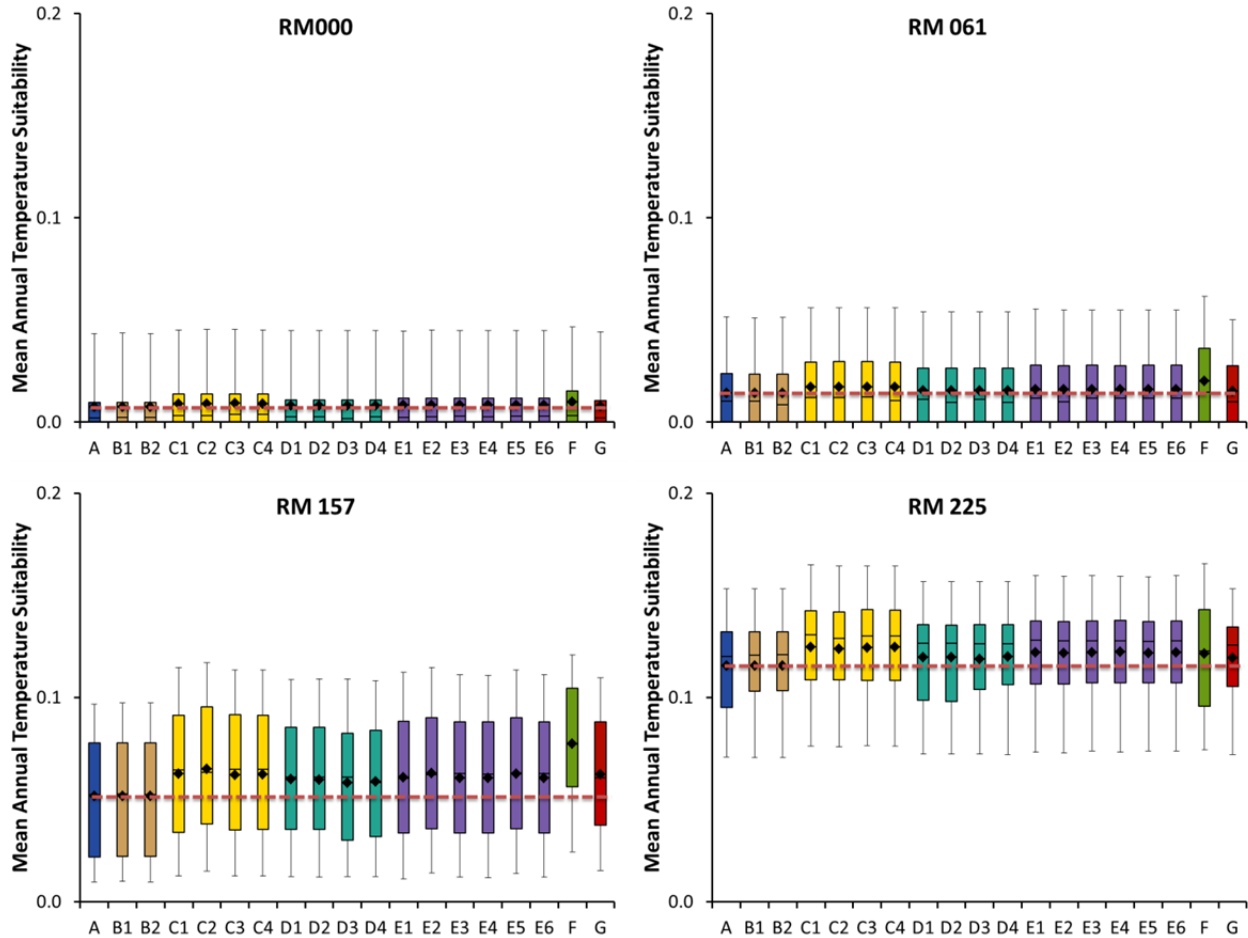 RM000
Mean Annual Temperature Suitability
0.2
0.1
0.0
A B1 B2 C1 C2 C3 C4 D1 D2 D3 D4 E1 E2 E3 E4 E5 E6 F G
RM 061
Mean Annual Temperature Suitability
0.2
0.1
0.0
A B1 B2 C1 C2 C3 C4 D1 D2 D3 D4 E1 E2 E3 E4 E5 E6 F G
RM 157
Mean Annual Temperature Suitability
0.2
0.1
0.0
A B1 B2 C1 C2 C3 C4 D1 D2 D3 D4 E1 E2 E3 E4 E5 E6 F G
RM 225
Mean Annual Temperature Suitability
0.2
0.1
0.0
A B1 B2 C1 C2 C3 C4 D1 D2 D3 D4 E1 E2 E3 E4 E5 E6 F G